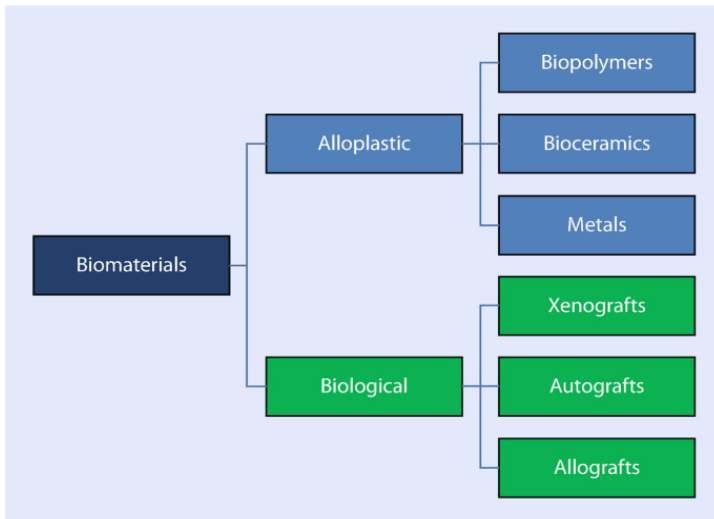 Biomaterials
Alloplastic
Biopolymers
Bioceramics
Metals
Biological
Xenografts
Autografts
Allografts